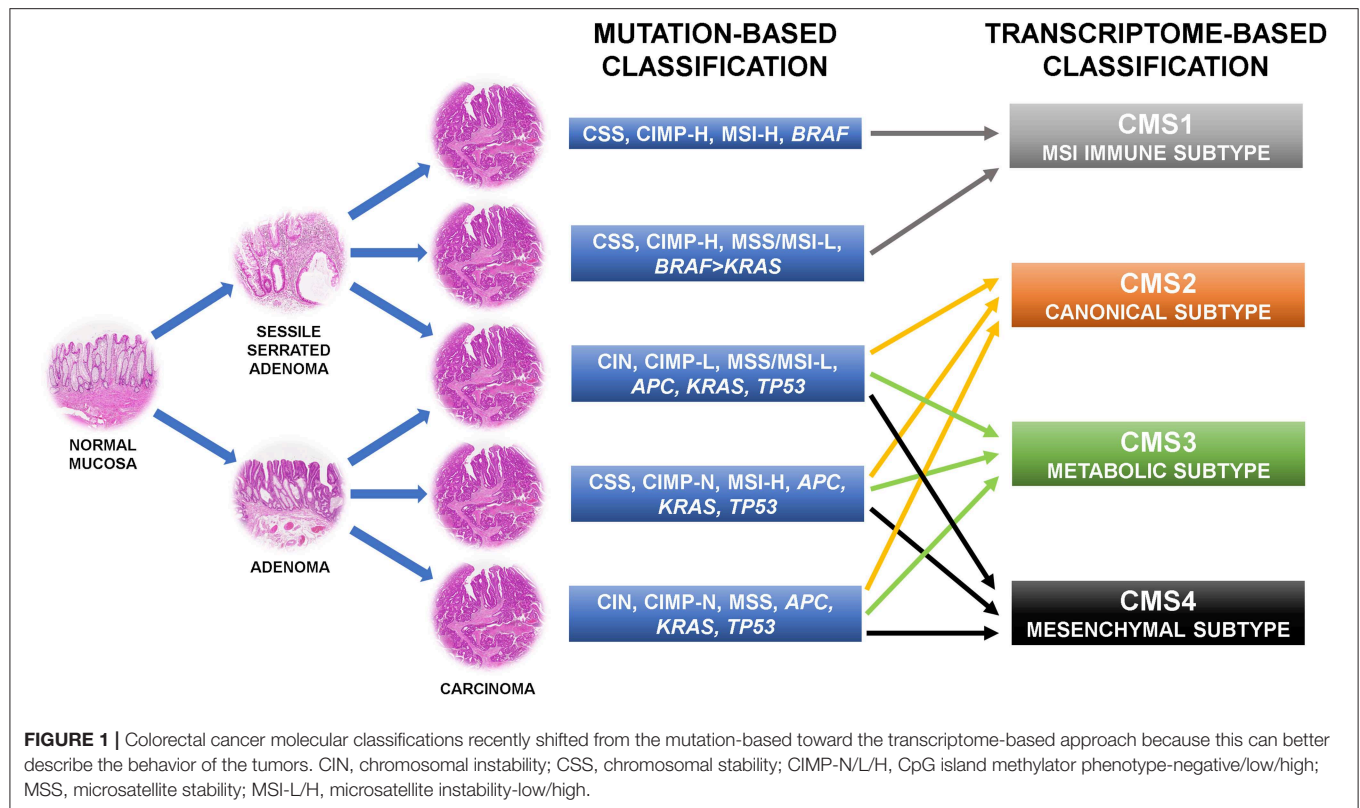 MUTATION-BASED
CLASSIFICATION
TRANSCRIPTOME-BASED
CLASSIFICATION
NORMAL
MUCOSA
SESSILE
SERRATED
ADENOMA
ADENOMA
CARCINOMA
CSS, CIMP-H, MSI-H, BRAF
CSS, CIMP-H, MSS/MSI-L,
BRAF>KRAS
CIN, CIMP-L, MSS/MSI-L,
APC, KRAS, TP53
CSS, CIMP-N, MSI-H, APC,
KRAS, TP53
CIN, CIMP-N, MSS, APC,
KRAS, TP53
CMS1
MSI IMMUNE SUBTYPE
CMS2
CANONICAL SUBTYPE
CMS3
METABOLIC SUBTYPE
CMS4
MESENCHYMAL SUBTYPE
FIGURE 1 | Colorectal cancer molecular classifications recently shifted from the mutation-based toward the transcriptome-based approach because this can better
describe the behavior of the tumors. CIN, chromosomal instability; CSS, chromosomal stability; CIMP-N/L/H, CpG island methylator phenotype-negative/low/high;
MSS, microsatellite stability; MSI-L/H, microsatellite instability-low/high.